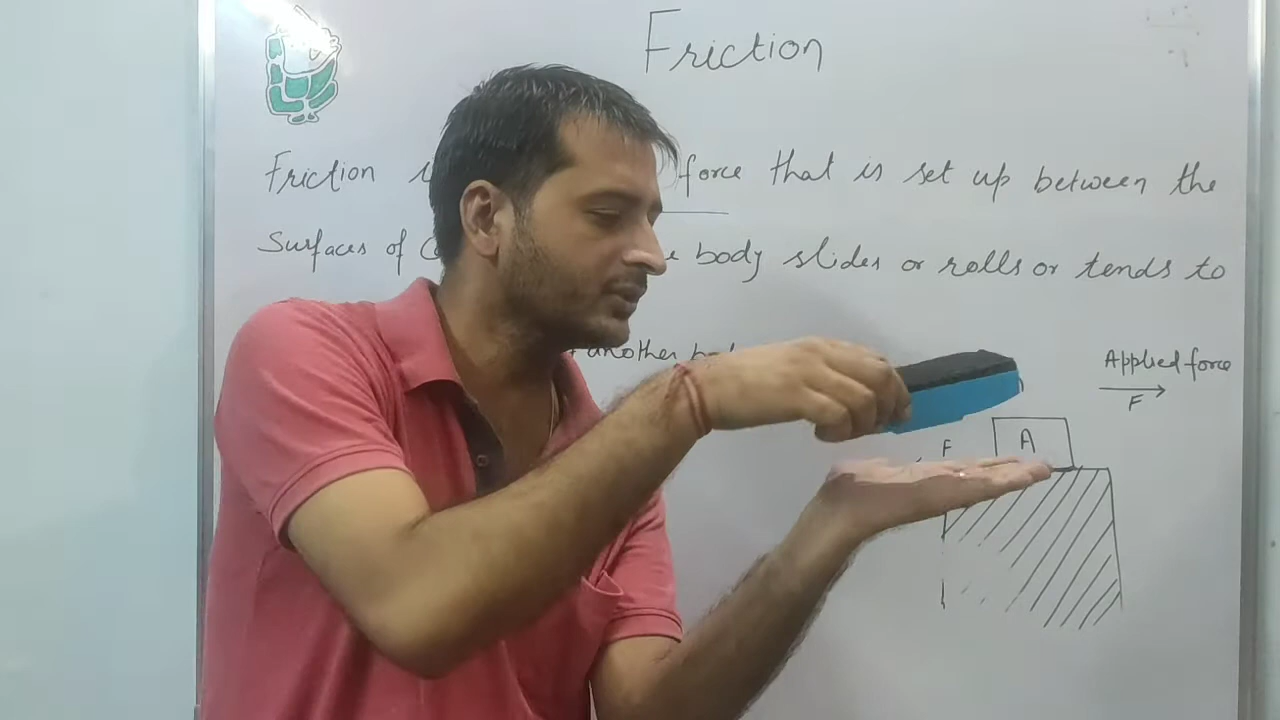 Friction
Friction force that is set up between the
Surfaces of body slides or rolls or tends to
another
Applied force
F
F
A